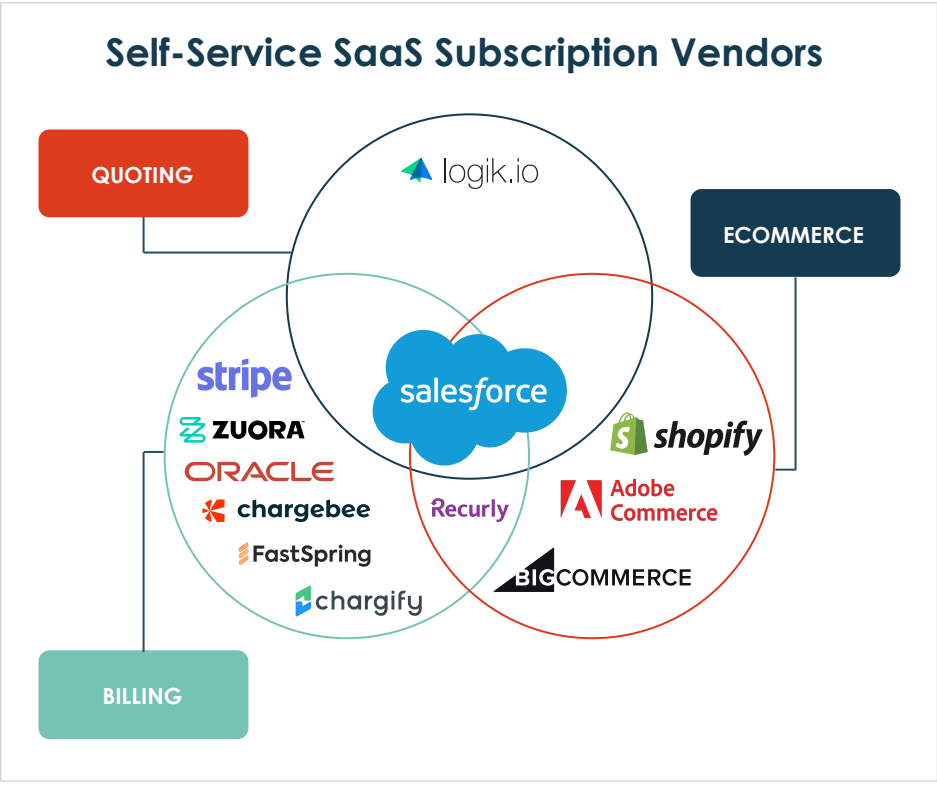 Self-Service SaaS Subscription Vendors
QUOTING
logik.io
ECOMMERCE
salesforce
stripe
ZUORA
ORACLE
chargebee
FastSpring
chargify
Recurly
S
shopify
Adobe
Commerce
BIGCOMMERCE
BILLING